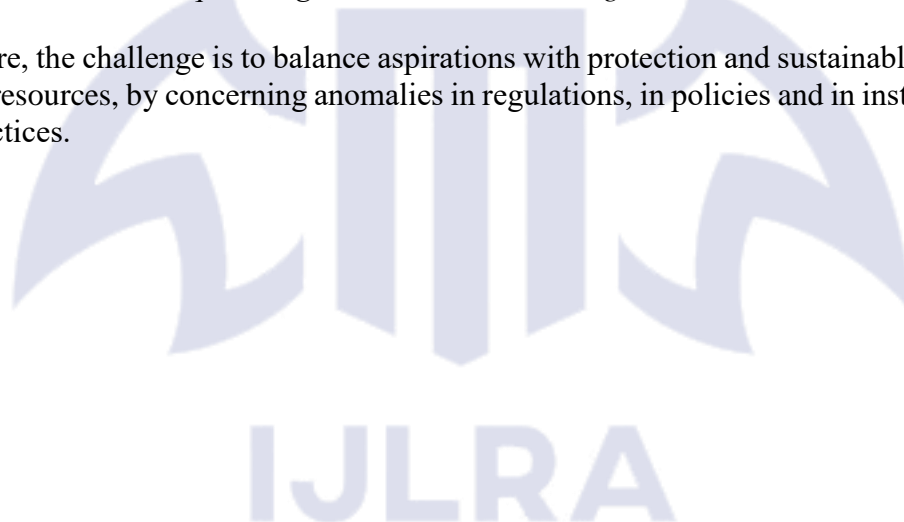 re, the challenge is to balance aspirations with protection and sustainabl
resources, by concerning anomalies in regulations, in policies and in inst
ctices.
IJLRA